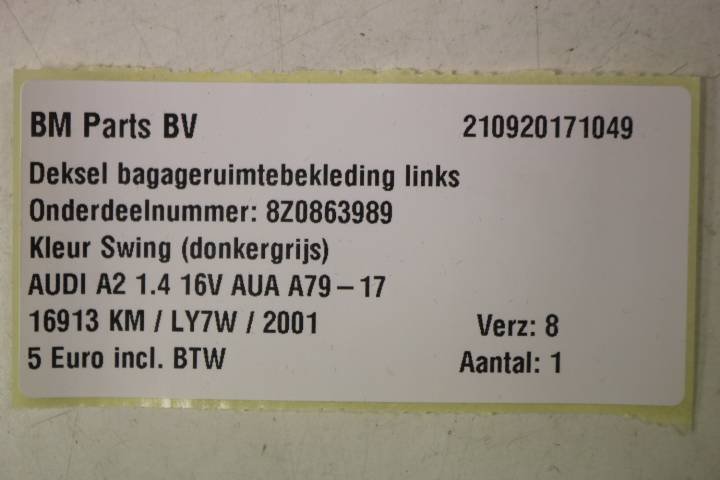 BM Parts BV 210920171049
Deksel bagageruimtebekleding links
Onderdeelnummer: 8Z0863989
Kleur Swing (donkergrijs)
AUDI A2 1.4 16V AUA A79 – 17
16913 KM / LY7W / 2001 Verz: 8
5 Euro incl. BTW Aantal: 1